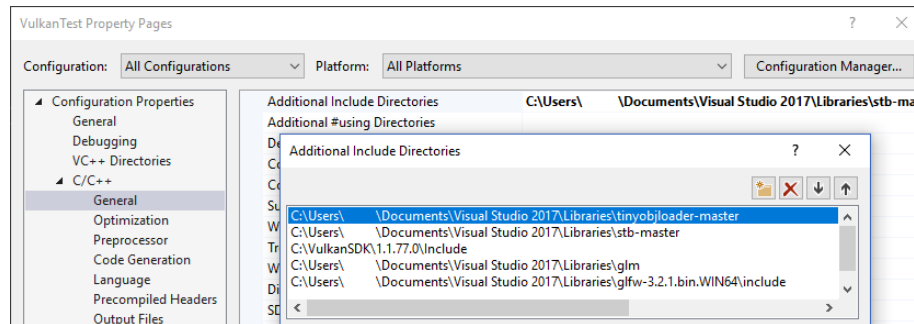 VulkanTest Property Pages
Configuration: All Configurations Platform: All Platforms Configuration Manager...
Configuration Properties
General
Debugging
VC++ Directories
C/C++
General
Optimization
Preprocessor
Code Generation
Language
Precompiled Headers
Output Files
Additional Include Directories C:\Users\ \Documents\Visual Studio 2017\Libraries\stb-ma
Additional #using Directories
Additional Include Directories
C:\Users\ \Documents\Visual Studio 2017\Libraries\tinyobjloader-master
C:\Users\ \Documents\Visual Studio 2017\Libraries\stb-master
C:\VulkanSDK\1.1.77.0\Include
C:\Users\ \Documents\Visual Studio 2017\Libraries\glm
C:\Users\ \Documents\Visual Studio 2017\Libraries\glfw-3.2.1.bin.WIN64\include